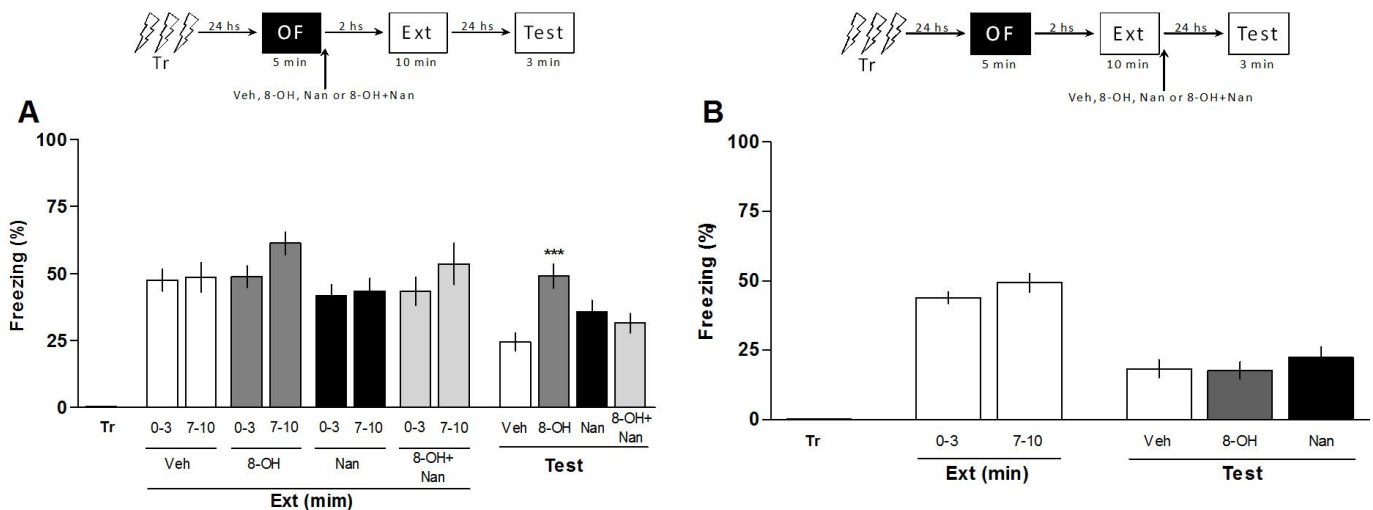 24 hs OF 2 hs Ext 24 hs Test
Tr 5 min 10 min 3 min
Veh, 8-OH, Nan or 8-OH+Nan
A
100
75
50
25
0
Freezing (%)
***
Tr 0-3 7-10 0-3 7-10 0-3 7-10 0-3 7-10 Veh 8-OH Nan 8-OH+
Nan
Veh 8-OH Nan 8-OH+
Nan
Test
Ext (mim)
24 hs OF 2 hs Ext 24 hs Test
Tr 5 min 10 min 3 min
Veh, 8-OH, Nan or 8-OH+Nan
B
100
75
50
25
0
Freezing (%)
Tr 0-3 7-10 Veh 8-OH Nan
Ext (min) Test